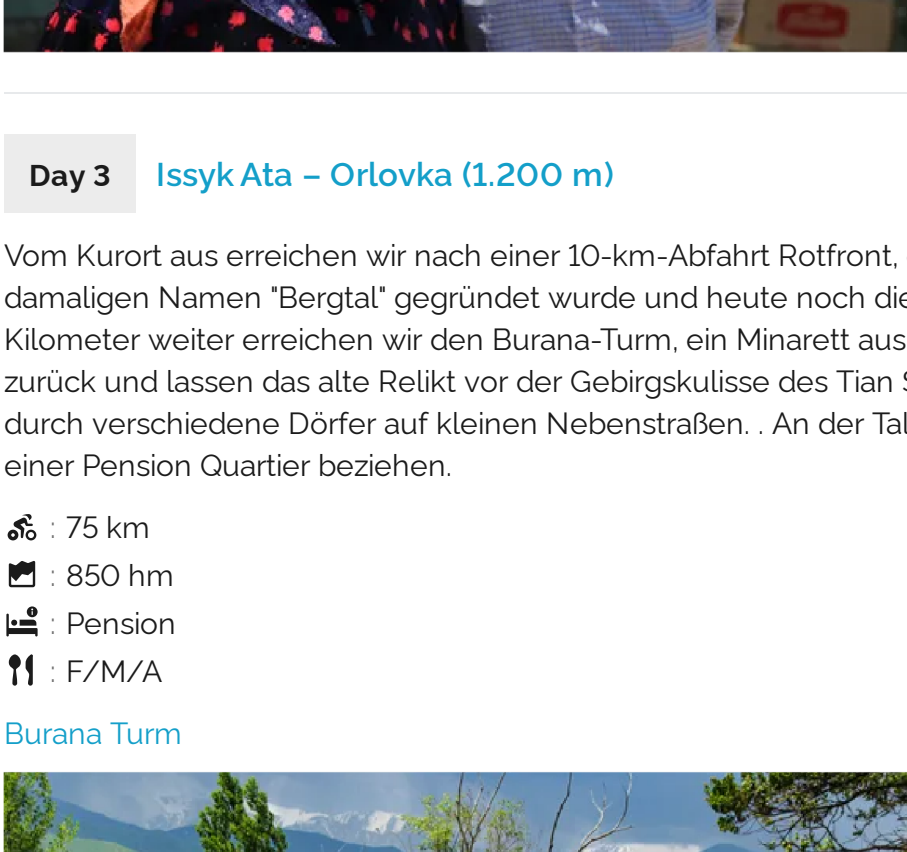 Day 3
Issyk Ata – Orlovka (1.200 m)
Vom Kurort aus erreichen wir nach einer 10-km-Abfahrt Rotfront,
damaligen Namen "Bergtal" gegründet wurde und heute noch die
Kilometer weiter erreichen wir den Burana-Turm, ein Minarett aus
zurück und lassen das alte Relikt vor der Gebirgskulisse des Tian
durch verschiedene Dörfer auf kleinen Nebenstraßen. . An der
einer Pension Quartier beziehen.
: 75 km
: 850 hm
: Pension
: F/M/A
Burana Turm